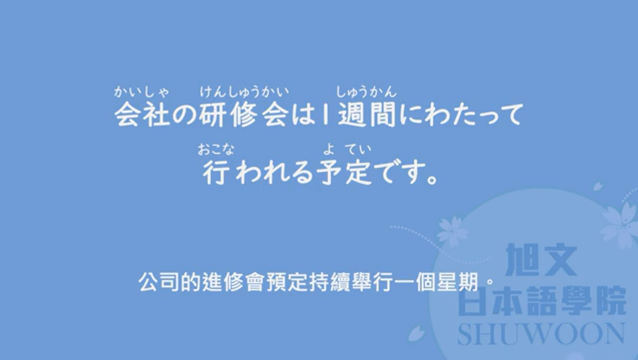 かいしゃ けんしゅうかい しゅうかん
会社の研修会は1週間にわたって
おこな よ てい
行われる予定です。
公司的進修會預定持續舉行一個星期。
旭文
日本語學院
SHUWOON